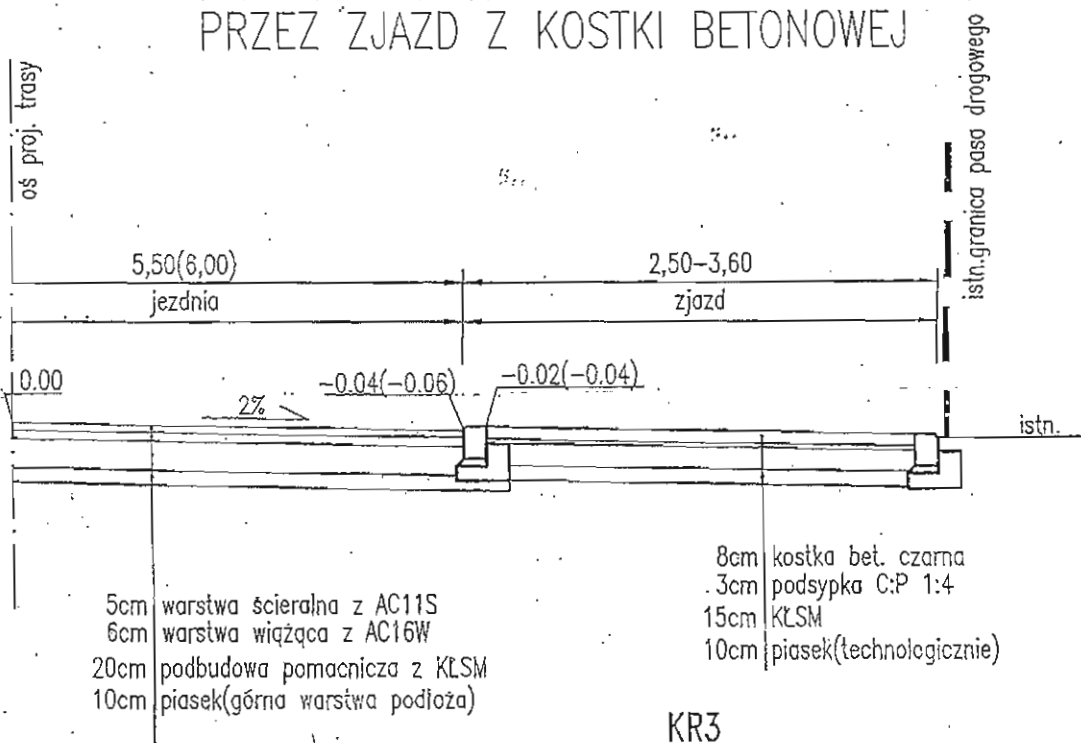 PRZEZ ZJAZD Z KOSTKI BETONOWEJ
oś proj. trasy
istn.granica pasa drogowego
5,50(6,00)
2,50-3,60
jezdnia
zjazd
0.00
2%
-0.04(-0.06)
-0.02(-0.04)
istn.
5cm warstwa ścieralna z AC11S
6cm warstwa wiążąca z AC16W
20cm podbudowa pomocnicza z KŁSM
10cm piasek(górna warstwa podłoża)
8cm kostka bet. czarna
3cm podsypka C:P 1:4
15cm KŁSM
10cm piasek(technologicznie)
KR3